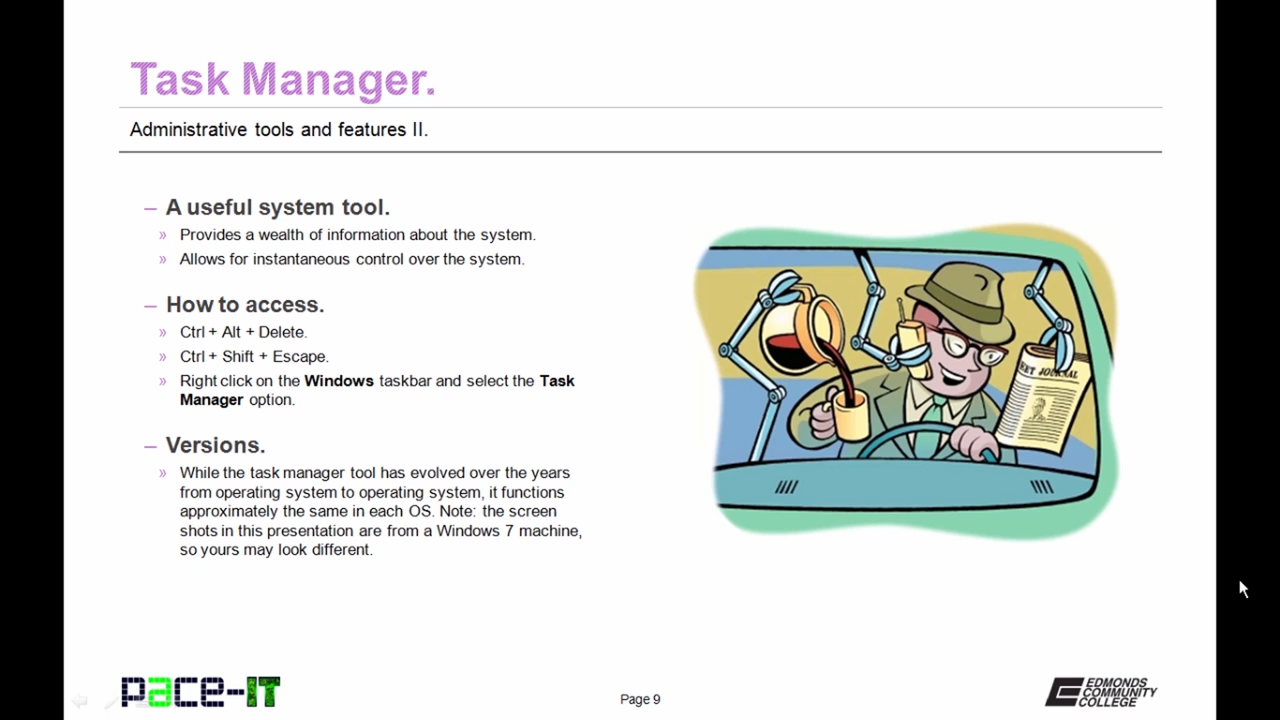 Task Manager.
Administrative tools and features II.
– A useful system tool.
» Provides a wealth of information about the system.
» Allows for instantaneous control over the system.
– How to access.
» Ctrl + Alt + Delete.
» Ctrl + Shift + Escape.
» Right click on the Windows taskbar and select the Task
Manager option.
– Versions.
» While the task manager tool has evolved over the years
from operating system to operating system, it functions
approximately the same in each OS. Note: the screen
shots in this presentation are from a Windows 7 machine,
so yours may look different.
EET JOURNAL
pace-IT
Page 9
EDMONDS
COMMUNITY
COLLEGE